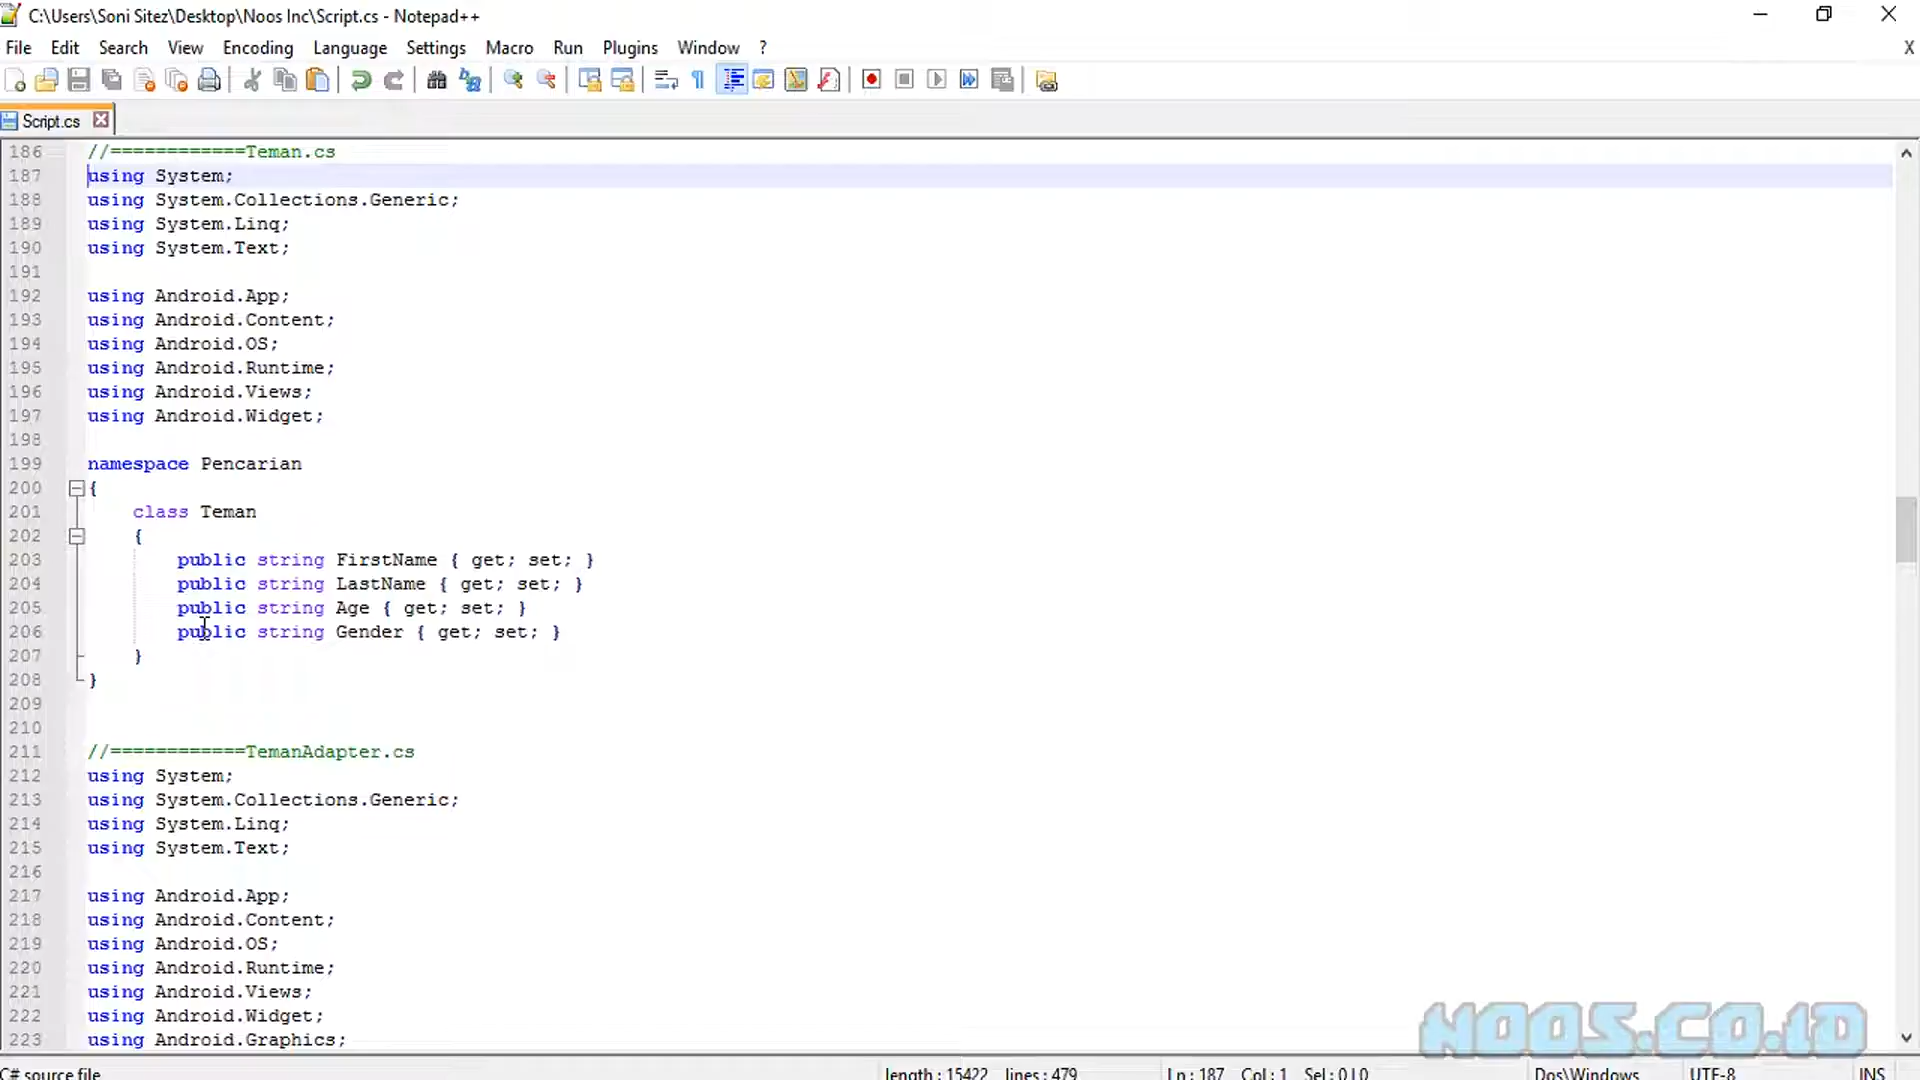 C:\Users\Soni Sitez\Desktop\Noos Inc\Script.cs - Notepad++
File Edit Search View Encoding Language Settings Macro Run Plugins Window ? X
Script.cs
186 //============Teman.cs
187 using System;
188 using System.Collections.Generic;
189 using System.Linq;
190 using System.Text;
191
192 using Android.App;
193 using Android.Content;
194 using Android.OS;
195 using Android.Runtime;
196 using Android.Views;
197 using Android.Widget;
198
199 namespace Pencarian
200 {
201 class Teman
202 {
203 public string FirstName { get; set; }
204 public string LastName { get; set; }
205 public string Age { get; set; }
206 public string Gender { get; set; }
207 }
208 }
209
210
211 //============TemanAdapter.cs
212 using System;
213 using System.Collections.Generic;
214 using System.Linq;
215 using System.Text;
216
217 using Android.App;
218 using Android.Content;
219 using Android.OS;
220 using Android.Runtime;
221 using Android.Views;
222 using Android.Widget;
223 using Android.Graphics;
NOOS.CO.ID
C# source file length : 15422 lines : 479 Ln : 187 Col : 1 Sel : 0 | 0 Dos\Windows UTF-8 INS